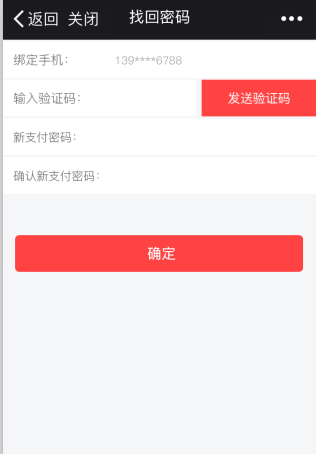 返回 关闭 找回密码 •••
绑定手机： 139****6788
输入验证码： 发送验证码
新支付密码：
确认新支付密码：
确定